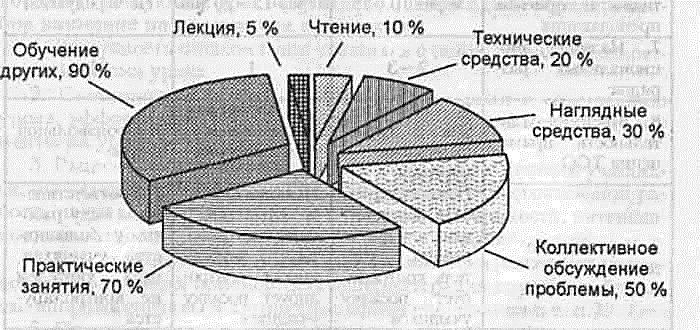 Лекция, 5 %
Чтение, 10 %
Технические
средства, 20 %
Наглядные
средства, 30 %
Коллективное
обсуждение
проблемы, 50 %
Практические
занятия, 70 %
Обучение
других, 90 %